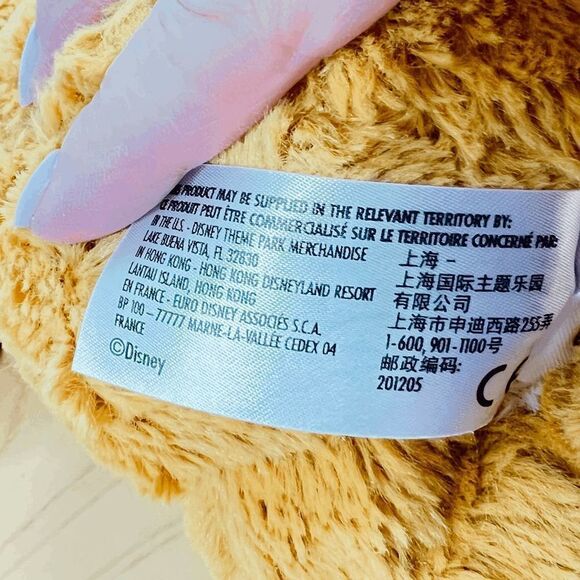 THIS PRODUCT MAY BE SUPPLIED IN THE RELEVANT TERRITORY BY:
CE PRODUIT PEUT ÊTRE COMMERCIALISÉ SUR LE TERRITOIRE CONCERNÉ PAR:
IN THE U.S. - DISNEY THEME PARK MERCHANDISE
LAKE BUENA VISTA, FL 32830
IN HONG KONG - HONG KONG DISNEYLAND RESORT
LANTAU ISLAND, HONG KONG
EN FRANCE - EURO DISNEY ASSOCIÉS S.C.A.
BP 100 – 77777 MARNE-LA-VALLÉE CEDEX 04
FRANCE
©Disney
上海 –
上海国际主题乐园
有限公司
上海市申迪西路255弄
1-600, 901-1100号
邮政编码:
201205
CE